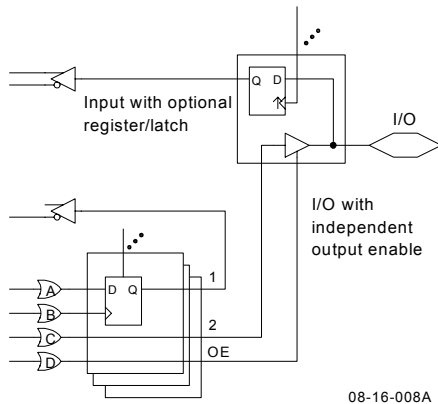 Q D
I/O
Input with optional
register/latch
I/O with
independent
output enable
A
B
C
D
D Q
1
2
OE
08-16-008A